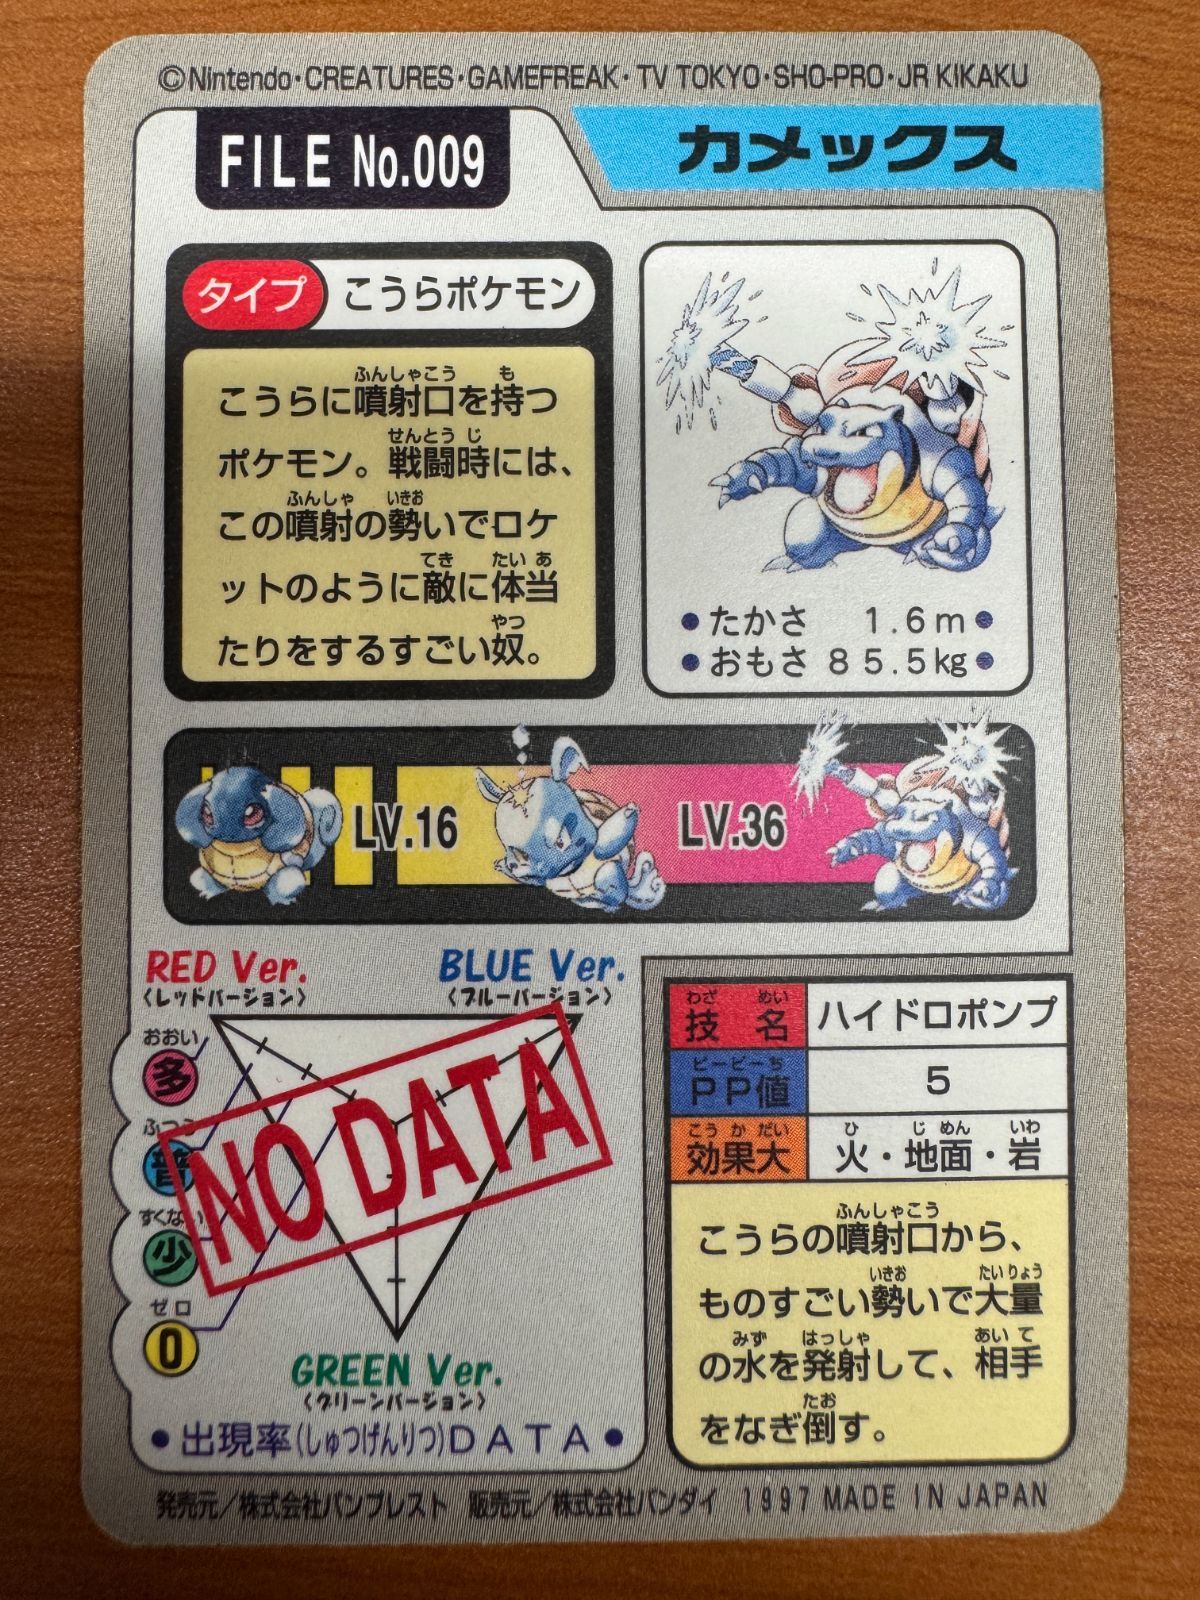 ©Nintendo・CREATURES・GAMEFREAK・TV TOKYO・SHO-PRO・JR KIKAKU
FILE No.009
カメックス
タイプ こうらポケモン
ふんしゃこう も
こうらに噴射口を持つ
せんとうじ
ポケモン。戦闘時には、
ふんしゃ いきお
この噴射の勢いでロケ
てき たいあ
ットのように敵に体当
やつ
たりをするすごい奴。
●たかさ 1.6m●
●おもさ 85.5kg●
LV.16
LV.36
RED Ver.
〈レッドバージョン〉
BLUE Ver.
〈ブルーバージョン〉
おおい
多
ふつう
普
すくない
少
ゼロ
0
NO DATA
GREEN Ver.
〈グリーンバージョン〉
●出現率(しゅつげんりつ)DATA●
わざ めい
技名 ハイドロポンプ
ピーピーち
PP値 5
こうかだい ひ じめん いわ
効果大 火・地面・岩
ふんしゃこう
こうらの噴射口から、
いきお たいりょう
ものすごい勢いで大量
みず はっしゃ あいて
の水を発射して、相手
たお
をなぎ倒す。
発売元/株式会社バンプレスト 販売元/株式会社バンダイ 1997 MADE IN JAPAN